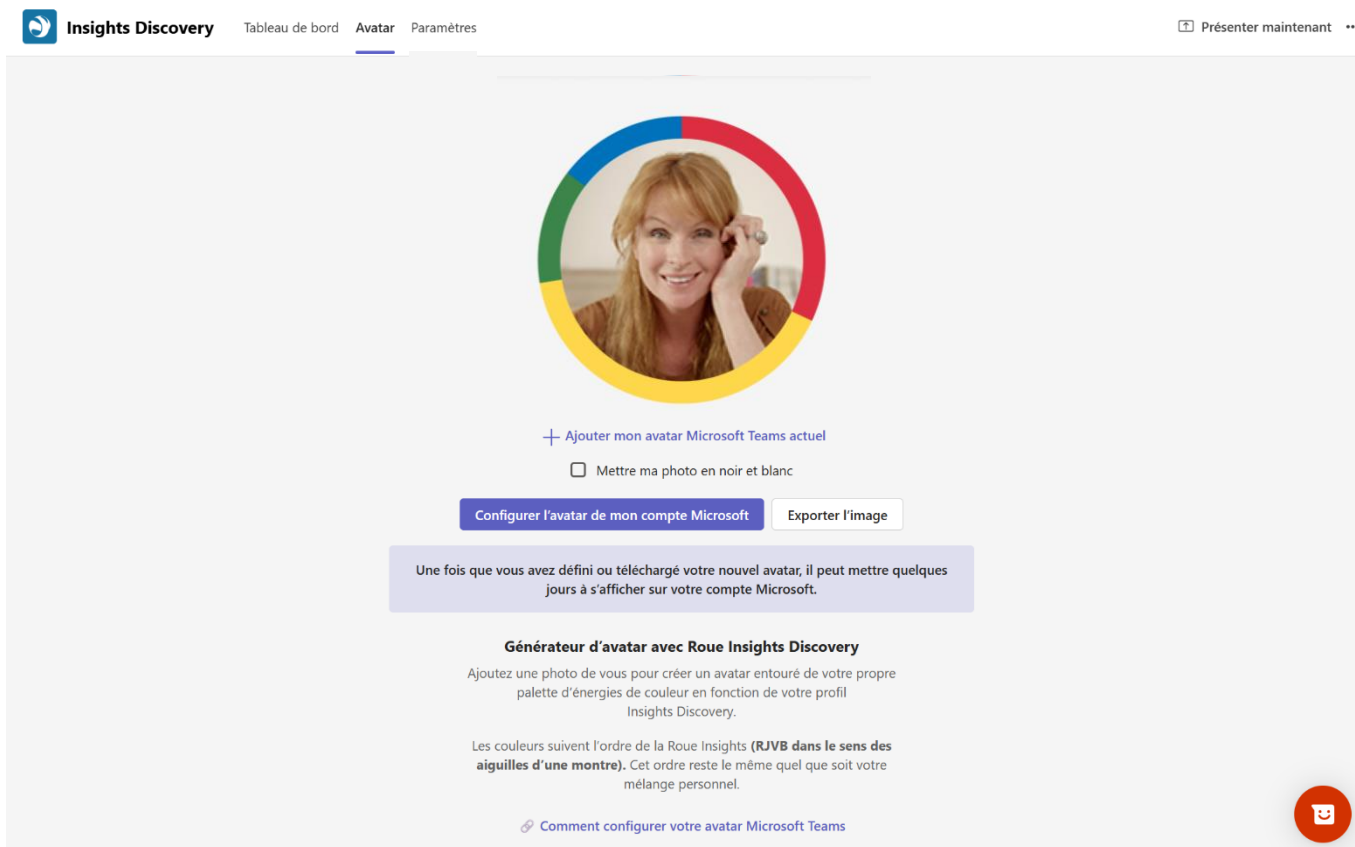 Insights Discovery Tableau de bord Avatar Paramètres Présenter maintenant
Ajouter mon avatar Microsoft Teams actuel
Mettre ma photo en noir et blanc
Configurer l’avatar de mon compte Microsoft Exporter l’image
Une fois que vous avez défini ou téléchargé votre nouvel avatar, il peut mettre quelques
jours à s’afficher sur votre compte Microsoft.
Générateur d’avatar avec Roue Insights Discovery
Ajoutez une photo de vous pour créer un avatar entouré de votre propre
palette d’énergies de couleur en fonction de votre profil
Insights Discovery.
Les couleurs suivent l’ordre de la Roue Insights (RJVB dans le sens des
aiguilles d’une montre). Cet ordre reste le même quel que soit votre
mélange personnel.
Comment configurer votre avatar Microsoft Teams